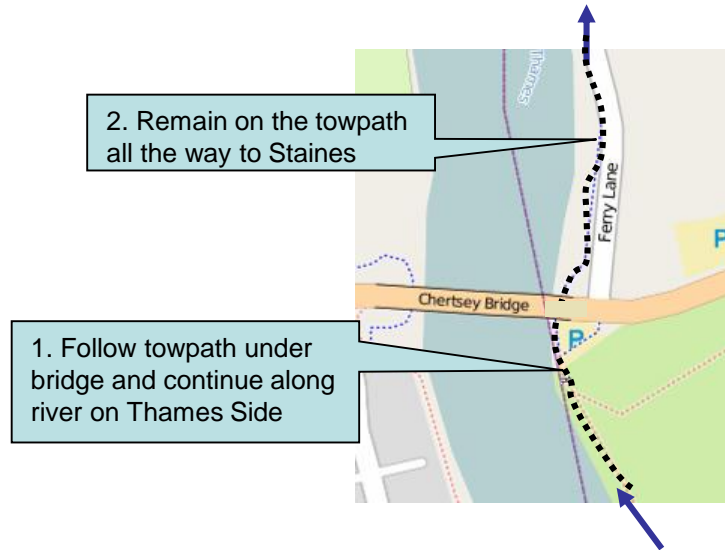 Thames
2. Remain on the towpath
all the way to Staines
Ferry Lane
P
Chertsey Bridge
1. Follow towpath under
bridge and continue along
river on Thames Side
P